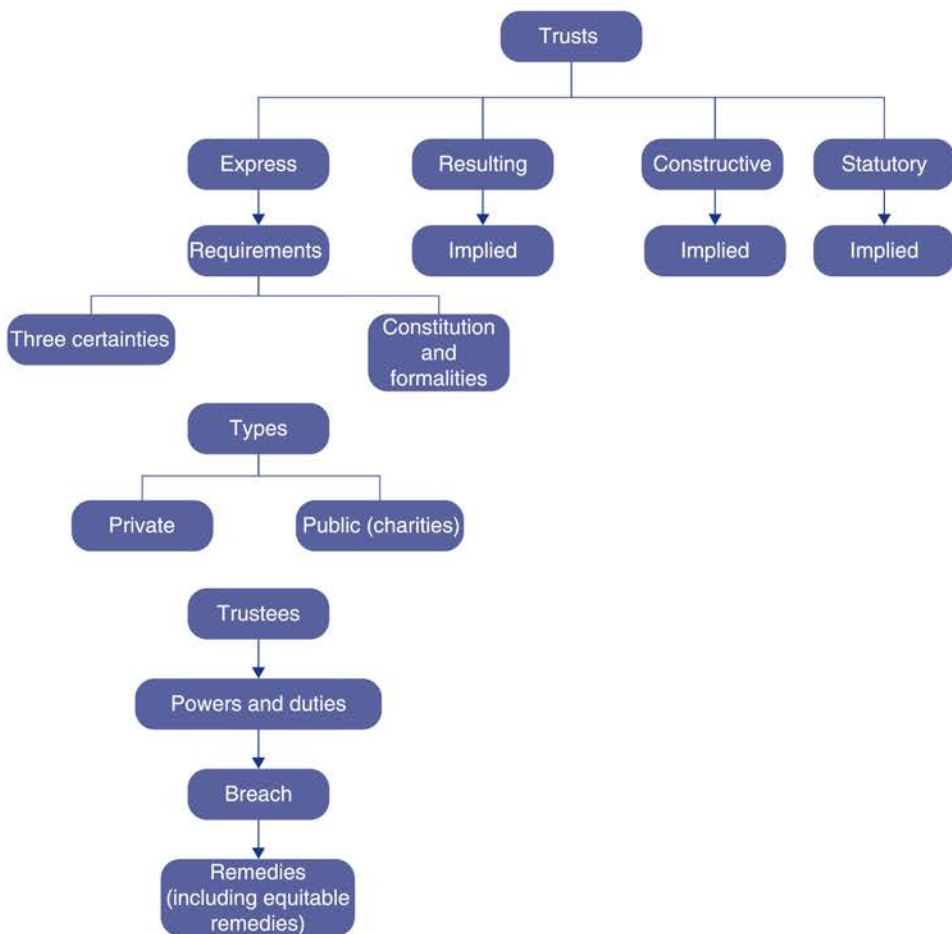 Trusts
Express
Resulting
Constructive
Statutory
Requirements
Implied
Implied
Implied
Three certainties
Constitution
and
formalities
Types
Private
Public (charities)
Trustees
Powers and duties
Breach
Remedies
(including equitable
remedies)